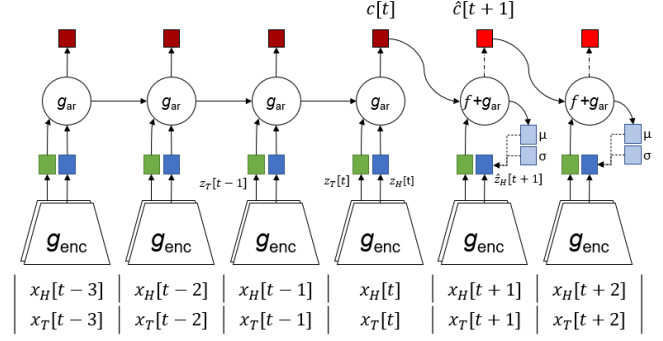 c[t] ĉ[t + 1]
g_ar g_ar g_ar g_ar f+g_ar f+g_ar
μ μ
σ σ
z_T[t − 1] z_T[t] z_H[t] ẑ_H[t + 1]
g_enc g_enc g_enc g_enc g_enc g_enc
x_H[t − 3] x_H[t − 2] x_H[t − 1] x_H[t] x_H[t + 1] x_H[t + 2]
x_T[t − 3] x_T[t − 2] x_T[t − 1] x_T[t] x_T[t + 1] x_T[t + 2]